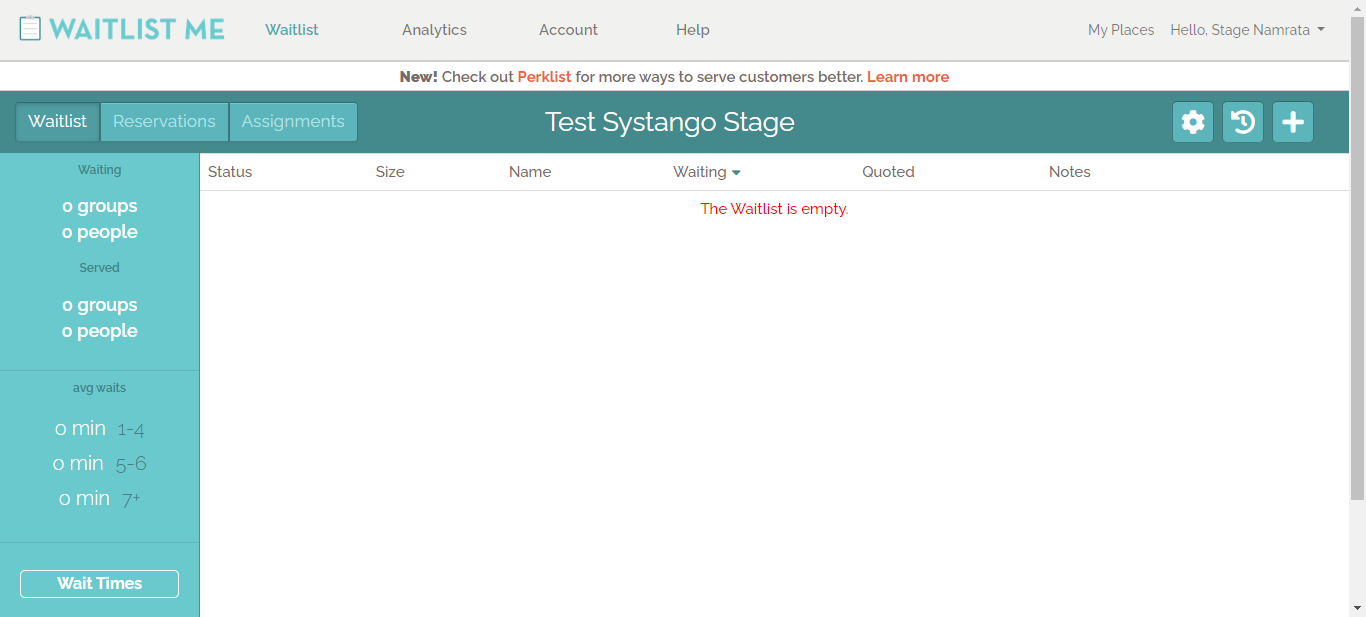 WAITLIST ME Waitlist Analytics Account Help My Places Hello, Stage Namrata
New! Check out Perklist for more ways to serve customers better. Learn more
Waitlist Reservations Assignments Test Systango Stage
Waiting
0 groups
0 people
Served
0 groups
0 people
avg waits
0 min 1-4
0 min 5-6
0 min 7+
Wait Times
Status Size Name Waiting Quoted Notes
The Waitlist is empty.